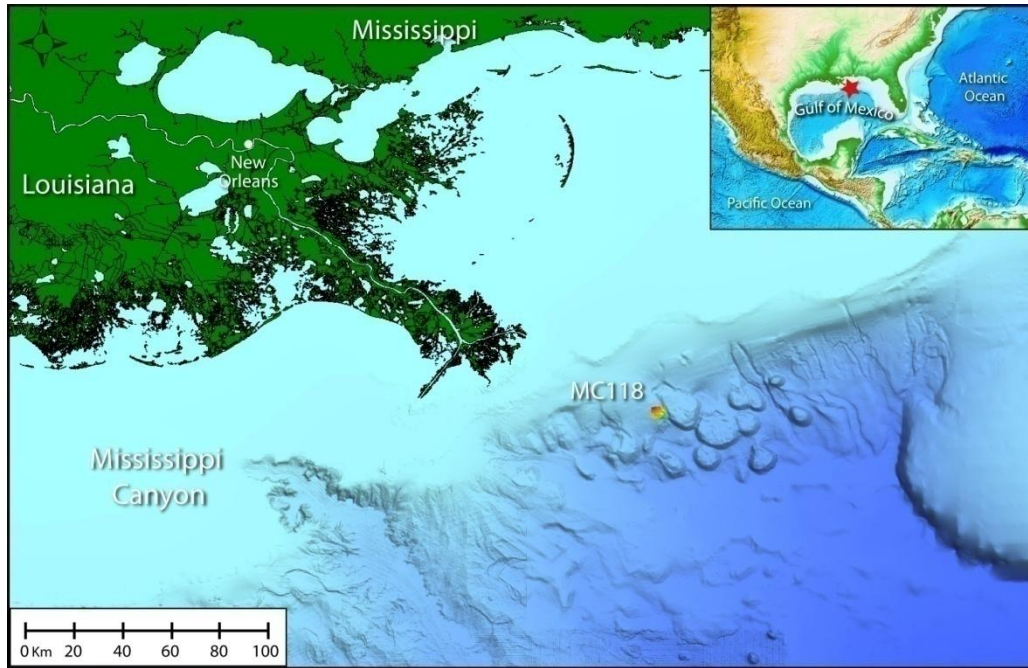 N
Mississippi
Atlantic
Ocean
Gulf of Mexico
Pacific Ocean
New
Orleans
Louisiana
MC118
Mississippi
Canyon
0 Km 20 40 60 80 100